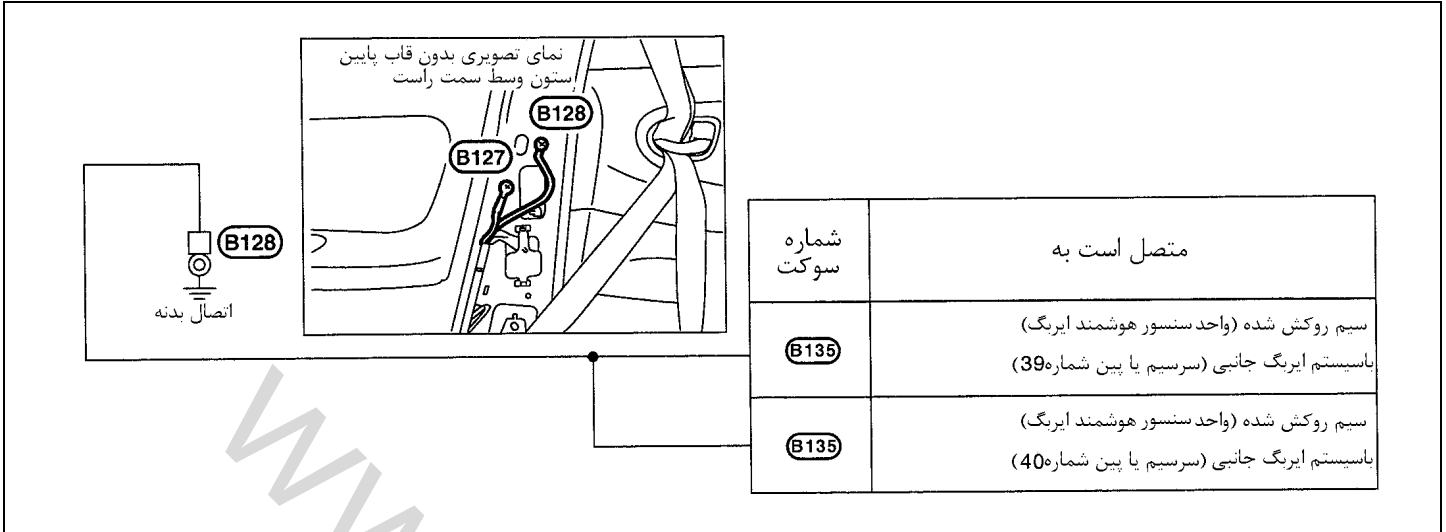 نمای تصویری بدون قاب پایین
ستون وسط سمت راست
B128
B127
B128
اتصال بدنه
شماره سوکت
متصل است به
B135
سیم روکش شده (واحد سنسور هوشمند ایربگ)
باسیستم ایربگ جانبی (سرسیم یا پین شماره39)
B135
سیم روکش شده (واحد سنسور هوشمند ایربگ)
باسیستم ایربگ جانبی (سرسیم یا پین شماره40)